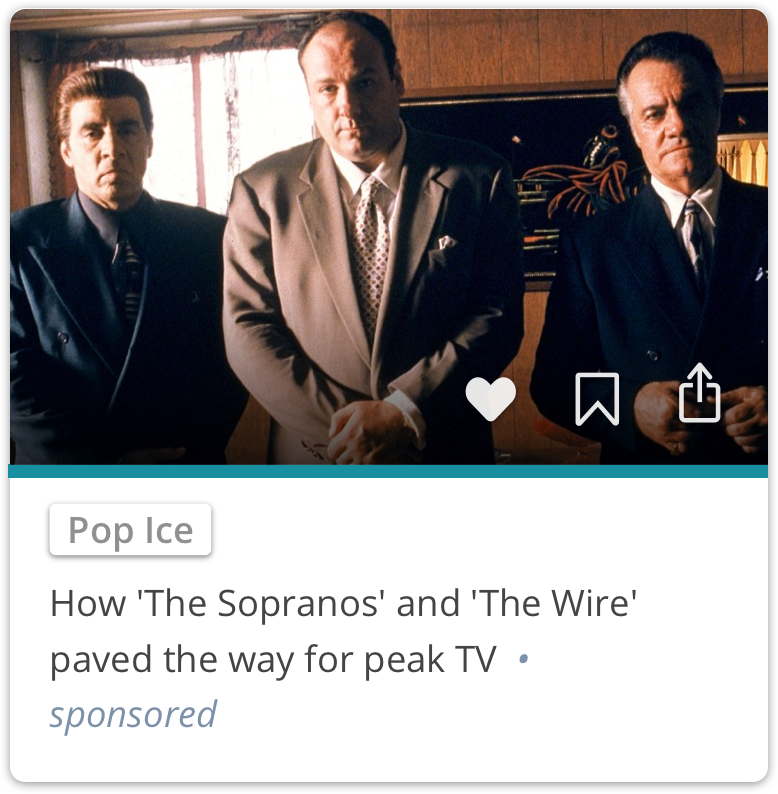 Pop Ice
How 'The Sopranos' and 'The Wire'
paved the way for peak TV •
sponsored